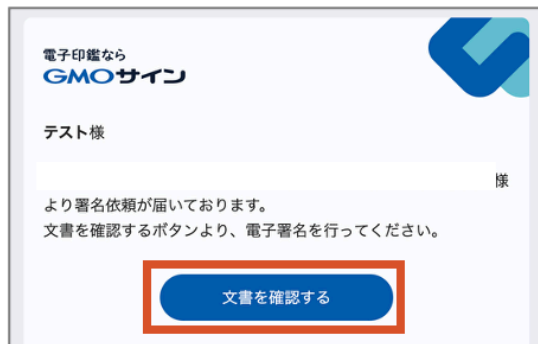 電子印鑑なら
GMOサイン
テスト様
様
より署名依頼が届いております。
文書を確認するボタンより、電子署名を行ってください。
文書を確認する